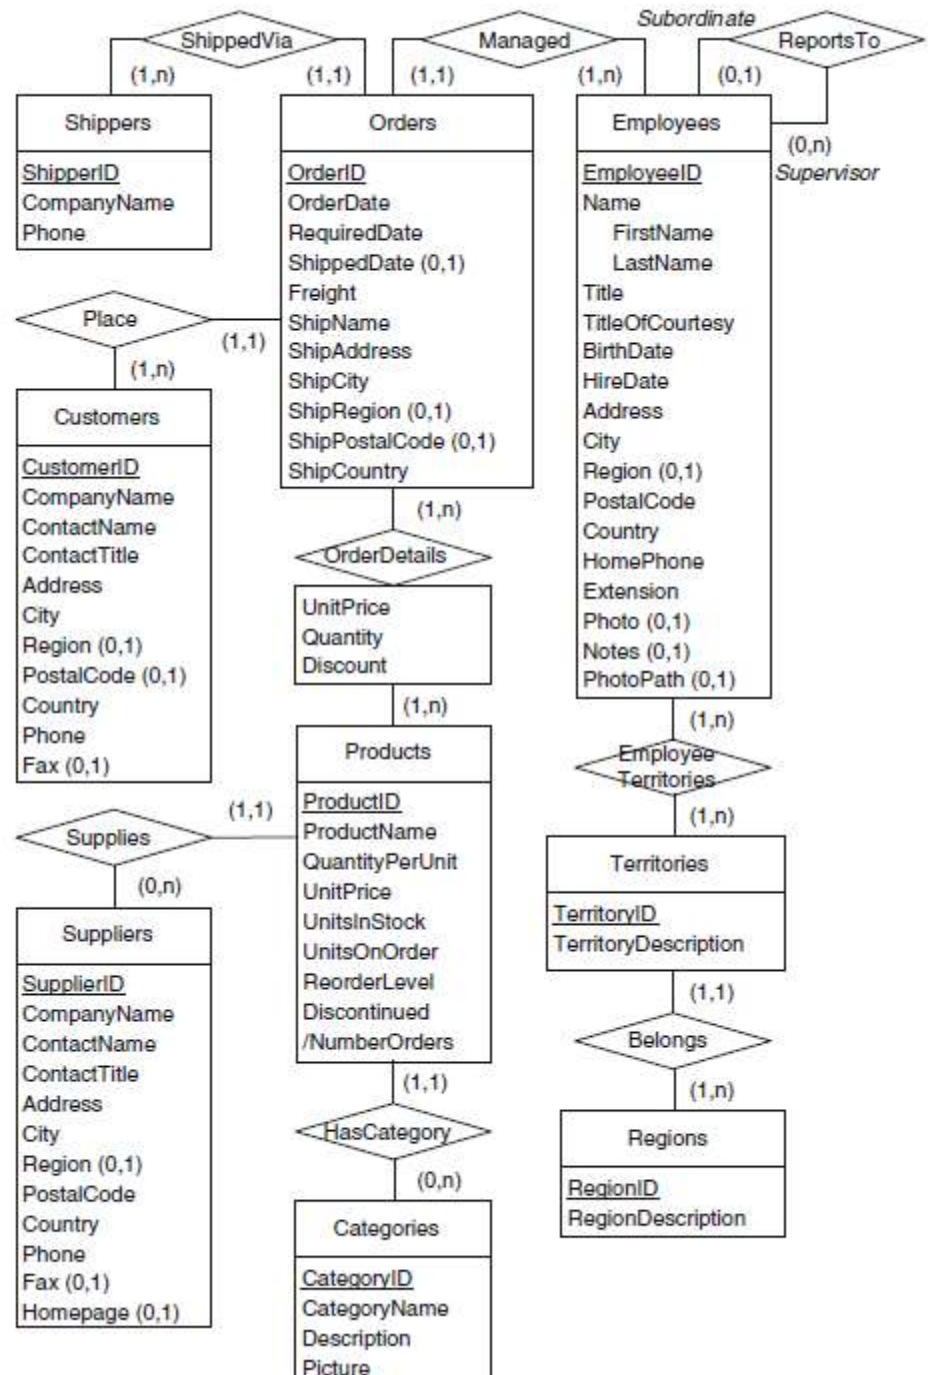 Subordinate
ShippedVia
Managed
ReportsTo
(1,n)
(1,1)
(1,1)
(1,n)
(0,1)
(0,n)
Supervisor
Shippers
ShipperID
CompanyName
Phone
Orders
OrderID
OrderDate
RequiredDate
ShippedDate (0,1)
Freight
ShipName
ShipAddress
ShipCity
ShipRegion (0,1)
ShipPostalCode (0,1)
ShipCountry
Employees
EmployeeID
Name
FirstName
LastName
Title
TitleOfCourtesy
BirthDate
HireDate
Address
City
Region (0,1)
PostalCode
Country
HomePhone
Extension
Photo (0,1)
Notes (0,1)
PhotoPath (0,1)
Place
(1,1)
(1,n)
Customers
CustomerID
CompanyName
ContactName
ContactTitle
Address
City
Region (0,1)
PostalCode (0,1)
Country
Phone
Fax (0,1)
(1,n)
OrderDetails
UnitPrice
Quantity
Discount
(1,n)
Products
ProductID
ProductName
QuantityPerUnit
UnitPrice
UnitsInStock
UnitsOnOrder
ReorderLevel
Discontinued
/NumberOrders
(1,n)
Employee
Territories
(1,n)
Territories
TerritoryID
TerritoryDescription
(1,1)
Belongs
(1,n)
Regions
RegionID
RegionDescription
(1,1)
Supplies
(0,n)
Suppliers
SupplierID
CompanyName
ContactName
ContactTitle
Address
City
Region (0,1)
PostalCode
Country
Phone
Fax (0,1)
Homepage (0,1)
(1,1)
HasCategory
(0,n)
Categories
CategoryID
CategoryName
Description
Picture